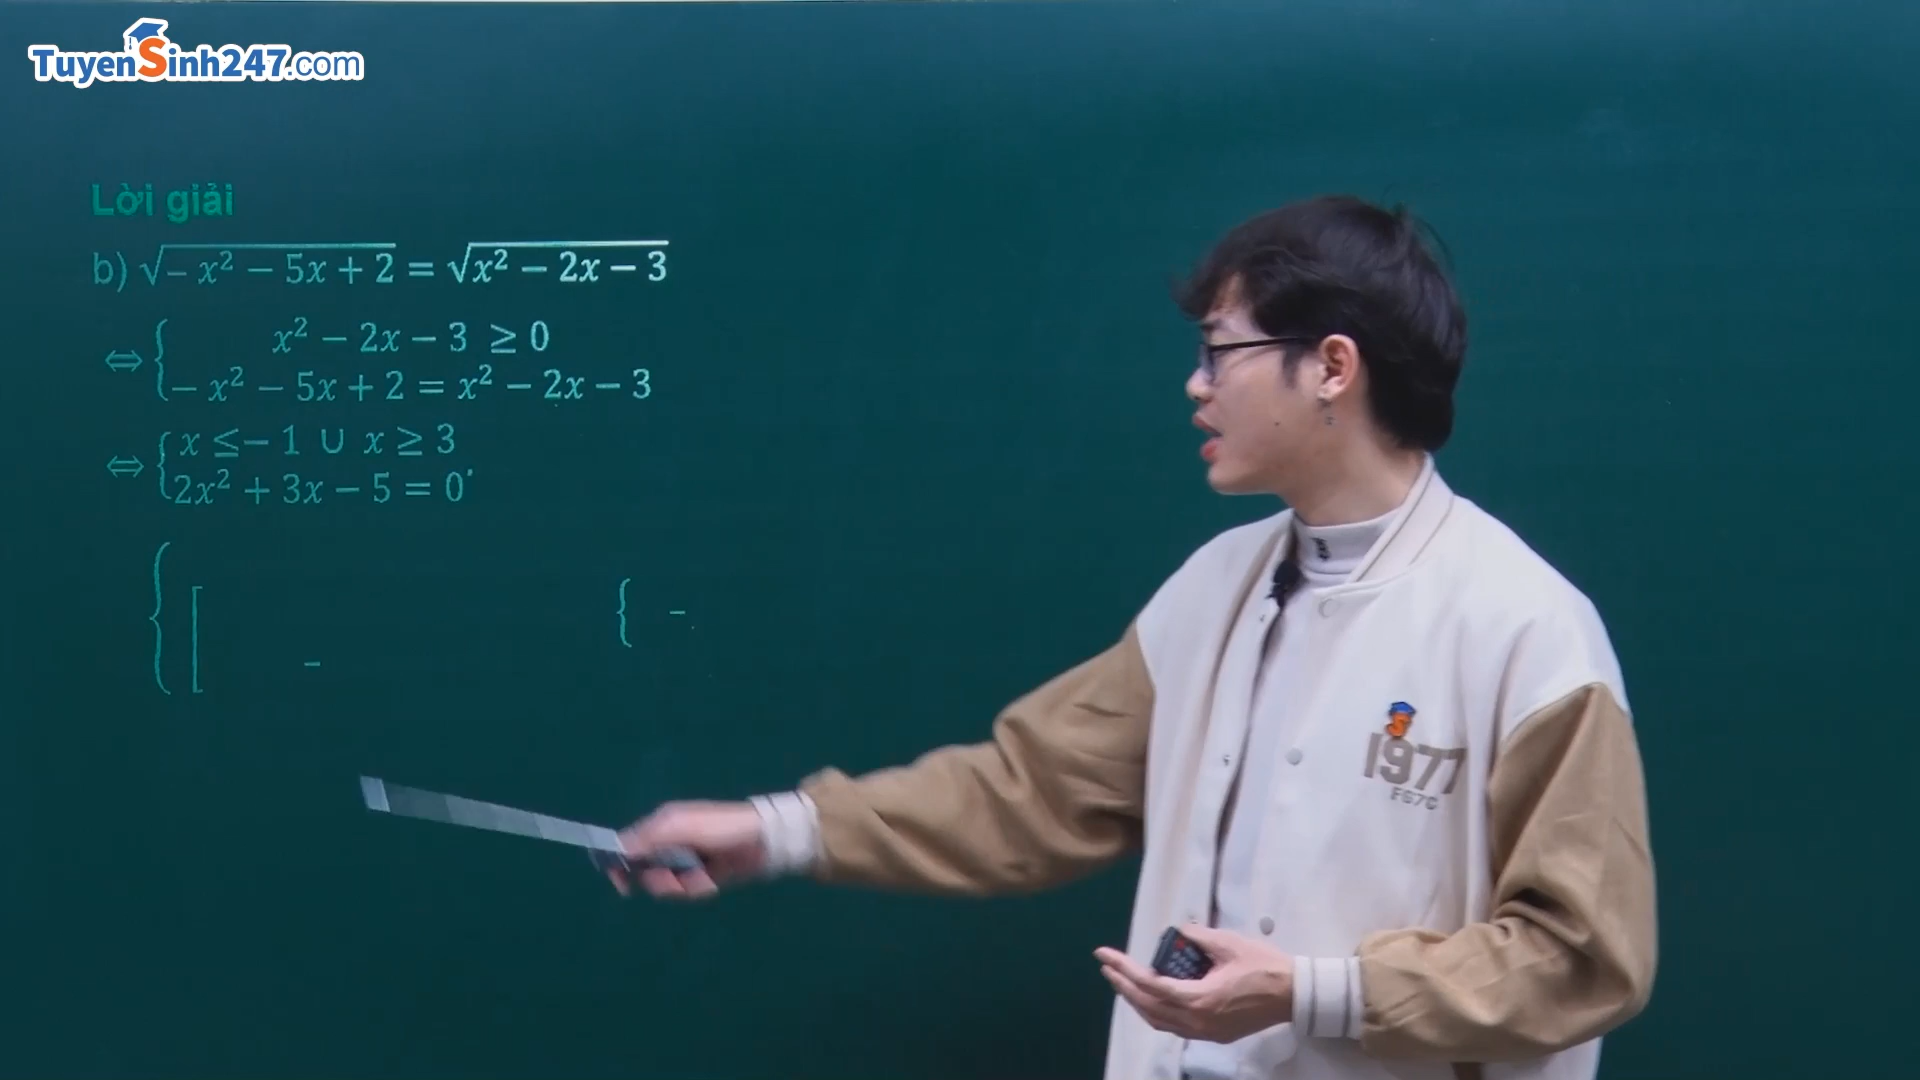 TuyenSinh247.com
Lời giải
b) √(− x² − 5x + 2) = √(x² − 2x − 3)
⇔ { x² − 2x − 3 ≥ 0
− x² − 5x + 2 = x² − 2x − 3
⇔ { x ≤− 1 ∪ x ≥ 3
2x² + 3x − 5 = 0.
{ [ − { −
1977
F67C